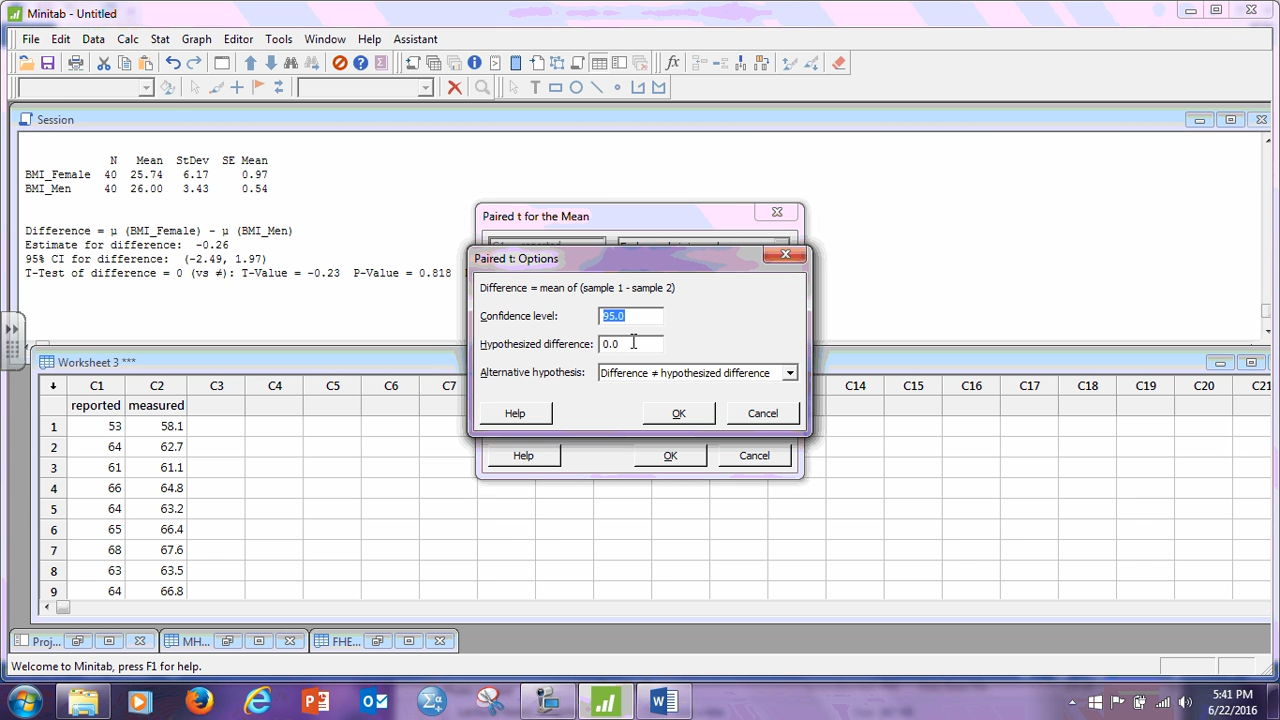 Minitab - Untitled
File Edit Data Calc Stat Graph Editor Tools Window Help Assistant
Session
N Mean StDev SE Mean
BMI_Female 40 25.74 6.17 0.97
BMI_Men 40 26.00 3.43 0.54
Difference = μ (BMI_Female) - μ (BMI_Men)
Estimate for difference: -0.26
95% CI for difference: (-2.49, 1.97)
T-Test of difference = 0 (vs ≠): T-Value = -0.23 P-Value = 0.818
Paired t for the Mean
Paired t: Options
Difference = mean of (sample 1 - sample 2)
Confidence level: 95.0
Hypothesized difference: 0.0
Alternative hypothesis: Difference ≠ hypothesized difference
Help OK Cancel
Help OK Cancel
Worksheet 3 ***
C1 C2 C3 C4 C5 C6 C7 C14 C15 C16 C17 C18 C19 C20 C21
reported measured
1 53 58.1
2 64 62.7
3 61 61.1
4 66 64.8
5 64 63.2
6 65 66.4
7 68 67.6
8 63 63.5
9 64 66.8
Proj... MH... FHE...
Welcome to Minitab, press F1 for help.
5:41 PM
6/22/2016